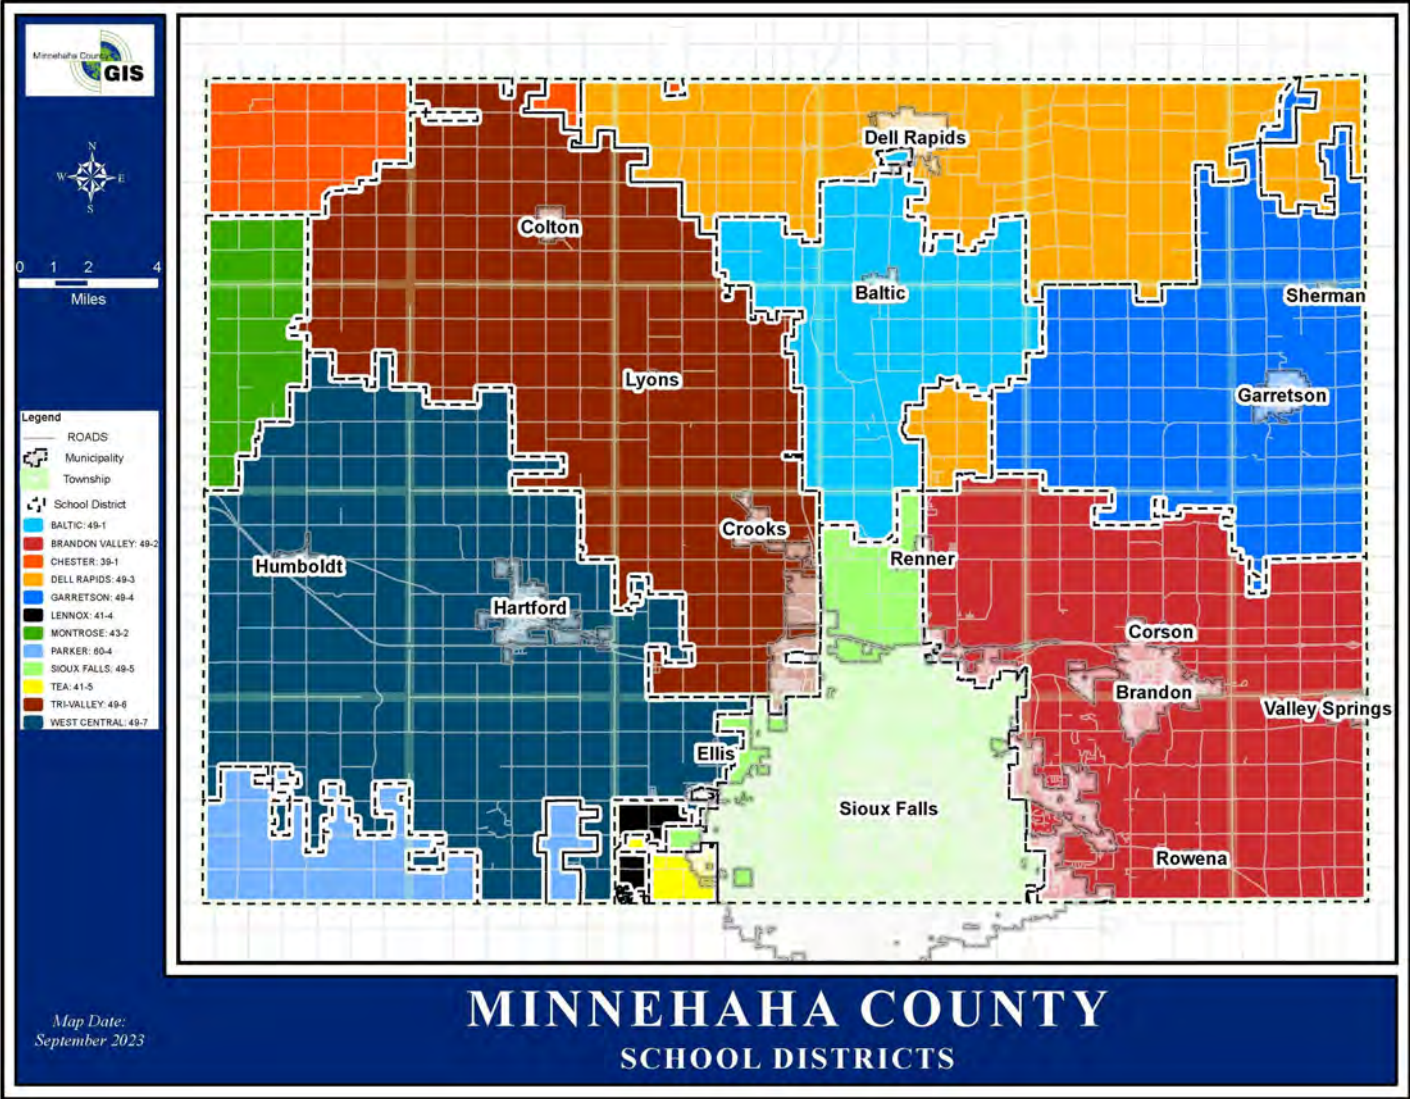 Minnehaha County
GIS
N
W E
S
0 1 2 4
Miles
Legend
ROADS
Municipality
Township
School District
BALTIC: 49-1
BRANDON VALLEY: 49-2
CHESTER: 39-1
DELL RAPIDS: 49-3
GARRETSON: 49-4
LENNOX: 41-4
MONTROSE: 43-2
PARKER: 60-4
SIOUX FALLS: 49-5
TEA: 41-5
TRI-VALLEY: 49-6
WEST CENTRAL: 49-7
Dell Rapids
Colton
Baltic
Sherman
Lyons
Garretson
Crooks
Renner
Humboldt
Hartford
Corson
Brandon
Valley Springs
Ellis
Sioux Falls
Rowena
Map Date:
September 2023
MINNEHAHA COUNTY
SCHOOL DISTRICTS